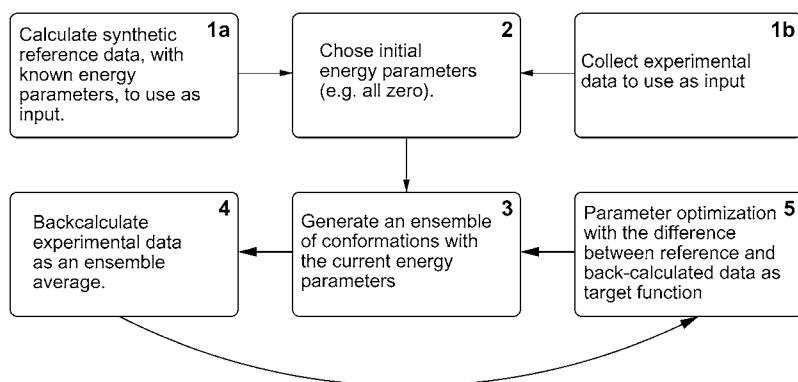 1a
Calculate synthetic
reference data, with
known energy
parameters, to use as
input.
2
Chose initial
energy parameters
(e.g. all zero).
1b
Collect experimental
data to use as input
4
Backcalculate
experimental data
as an ensemble
average.
3
Generate an ensemble
of conformations with
the current energy
parameters
5
Parameter optimization
with the difference
between reference and
back-calculated data as
target function